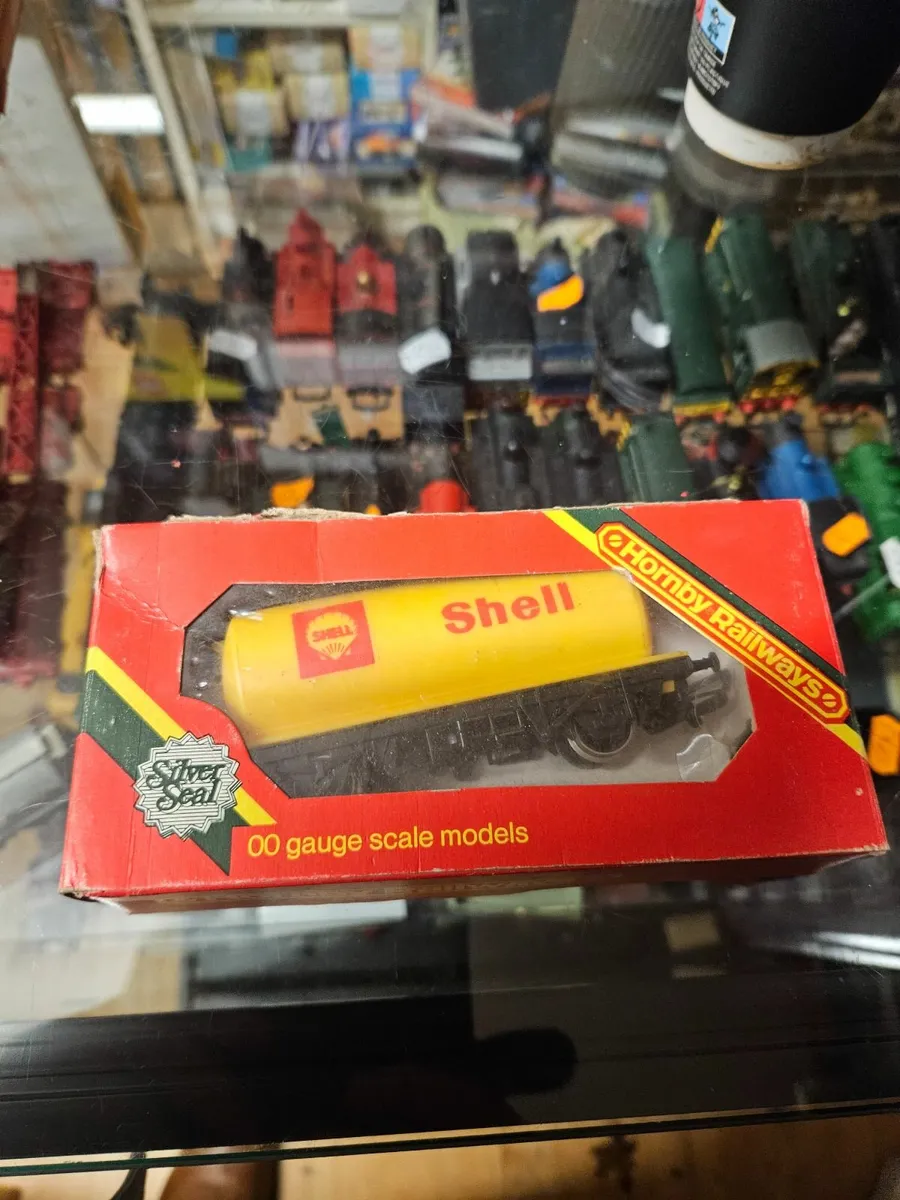 Hornby Railways
SHELL
Shell
Silver
Seal
00 gauge scale models